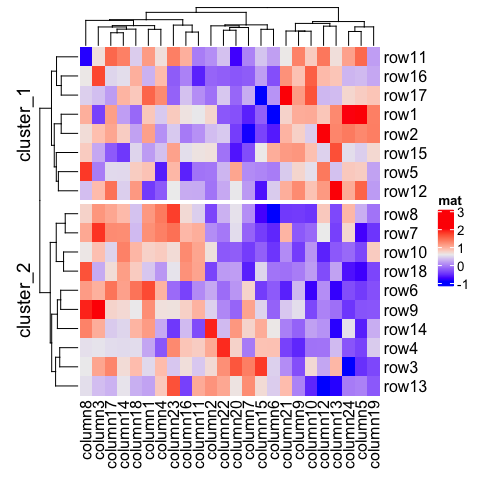 cluster_1
row11
row16
row17
row1
row2
row15
row5
row12
cluster_2
row8
row7
row10
row18
row6
row9
row14
row4
row3
row13
mat
3
2
1
0
-1
column8
column3
column17
column14
column18
column1
column4
column23
column16
column11
column2
column22
column20
column7
column15
column6
column21
column9
column10
column12
column13
column24
column5
column19